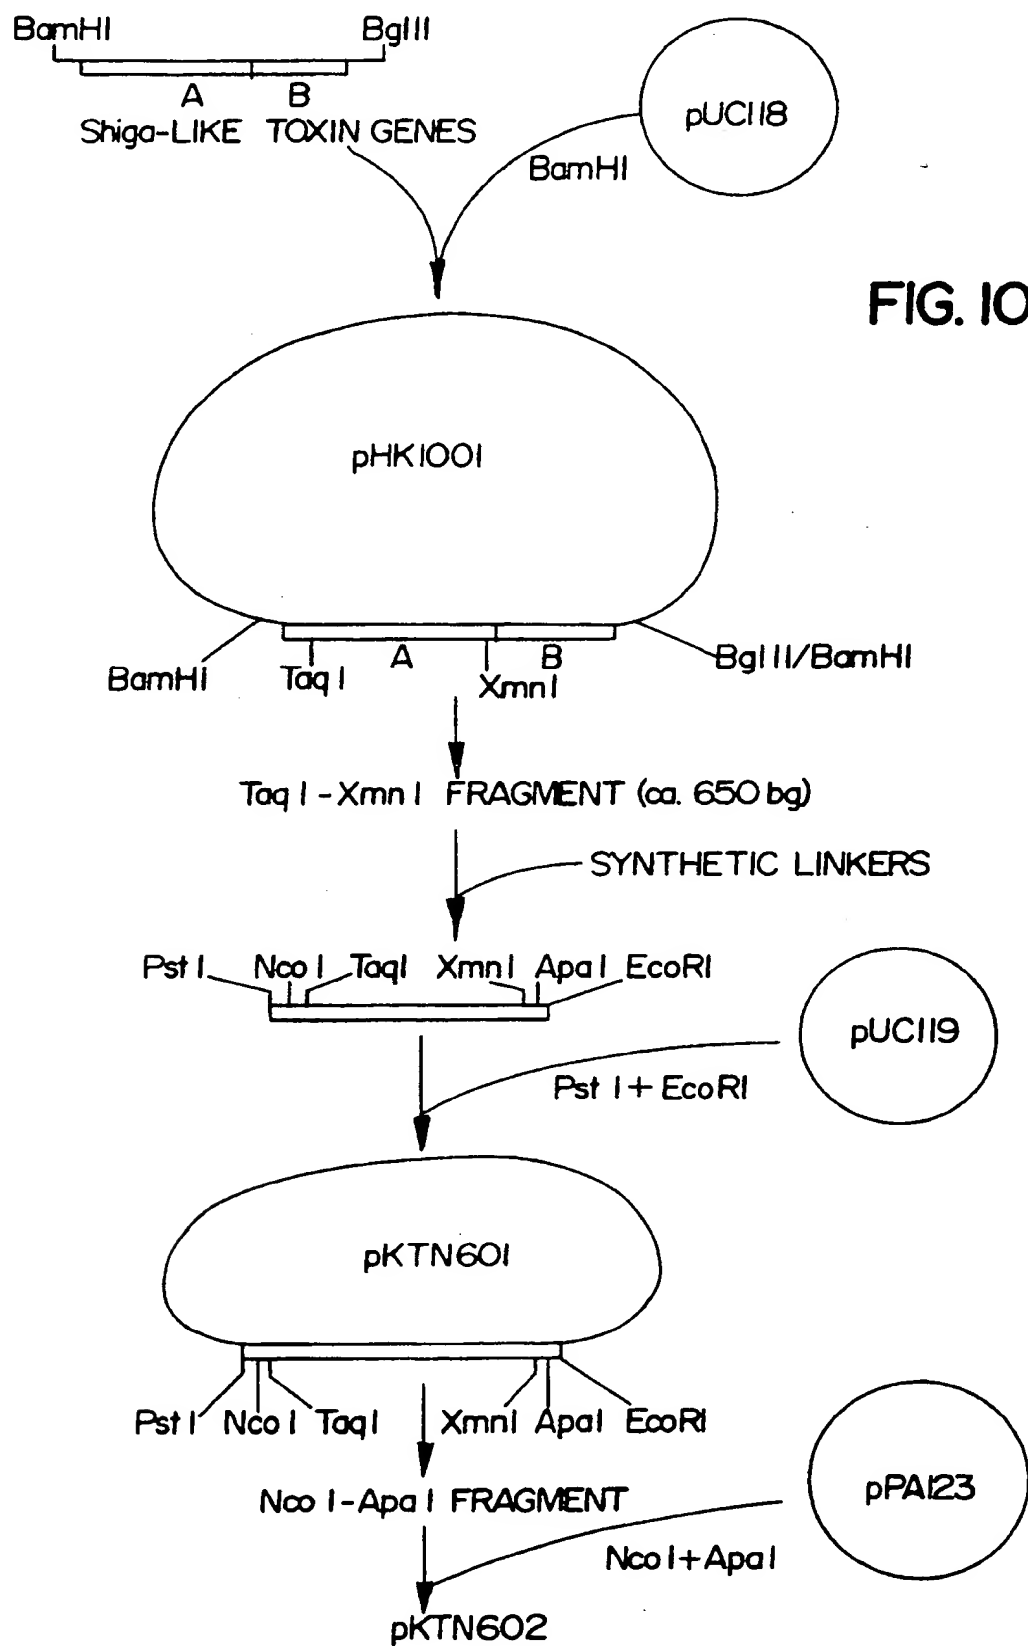 BamHI BglII
A B
Shiga-LIKE TOXIN GENES
pUC118
BamHI
FIG. 10
pHK1001
BamHI TaqI A XmnI B BglII/BamHI
TaqI-XmnI FRAGMENT (ca. 650 bg)
SYNTHETIC LINKERS
PstI NcoI TaqI XmnI ApaI EcoRI
pUC119
PstI+EcoRI
pKTN601
PstI NcoI TaqI XmnI ApaI EcoRI
NcoI-ApaI FRAGMENT
pPA123
NcoI+ApaI
pKTN602